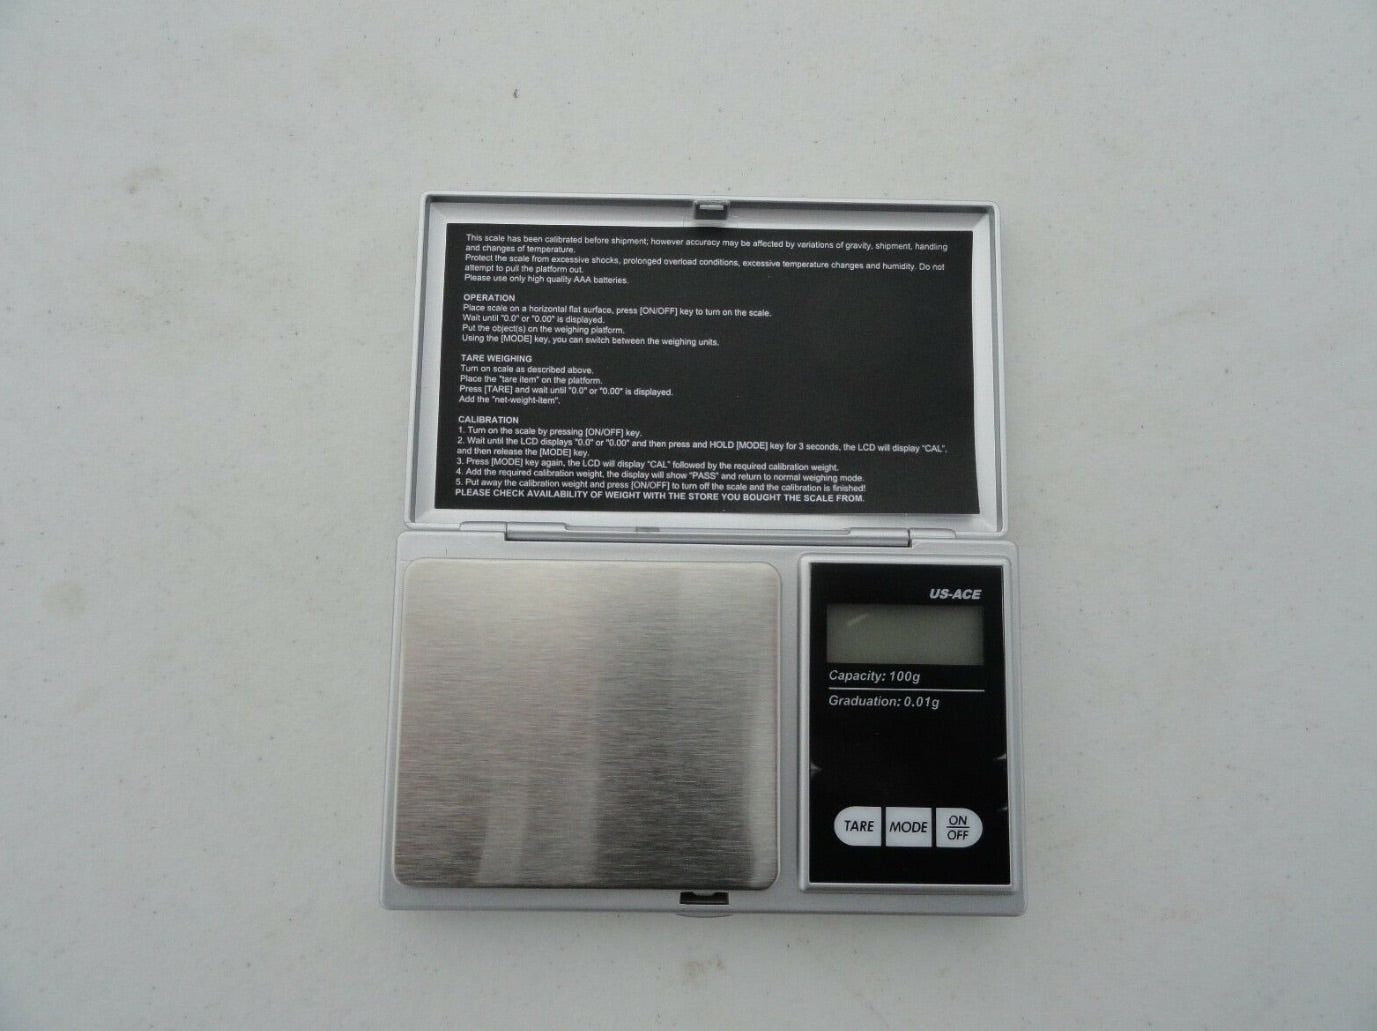 This scale has been calibrated before shipment; however accuracy may be affected by variations of gravity, shipment, handling
and changes of temperature.
Protect the scale from excessive shocks, prolonged overload conditions, excessive temperature changes and humidity. Do not
attempt to pull the platform out.
Please use only high quality AAA batteries.
OPERATION
Place scale on a horizontal flat surface, press [ON/OFF] key to turn on the scale.
Wait until "0.0" or "0.00" is displayed.
Put the object(s) on the weighing platform.
Using the [MODE] key, you can switch between the weighing units.
TARE WEIGHING
Turn on scale as described above.
Place the "tare item" on the platform.
Press [TARE] and wait until "0.0" or "0.00" is displayed.
Add the "net-weight-item".
CALIBRATION
1. Turn on the scale by pressing [ON/OFF] key.
2. Wait until the LCD displays "0.0" or "0.00" and then press and HOLD [MODE] key for 3 seconds, the LCD will display "CAL",
and then release the [MODE] key.
3. Press [MODE] key again, the LCD will display "CAL" followed by the required calibration weight.
4. Add the required calibration weight, the display will show "PASS" and return to normal weighing mode.
5. Put away the calibration weight and press [ON/OFF] to turn off the scale and the calibration is finished!
PLEASE CHECK AVAILABILITY OF WEIGHT WITH THE STORE YOU BOUGHT THE SCALE FROM.
US-ACE
Capacity: 100g
Graduation: 0.01g
TARE MODE ON
OFF